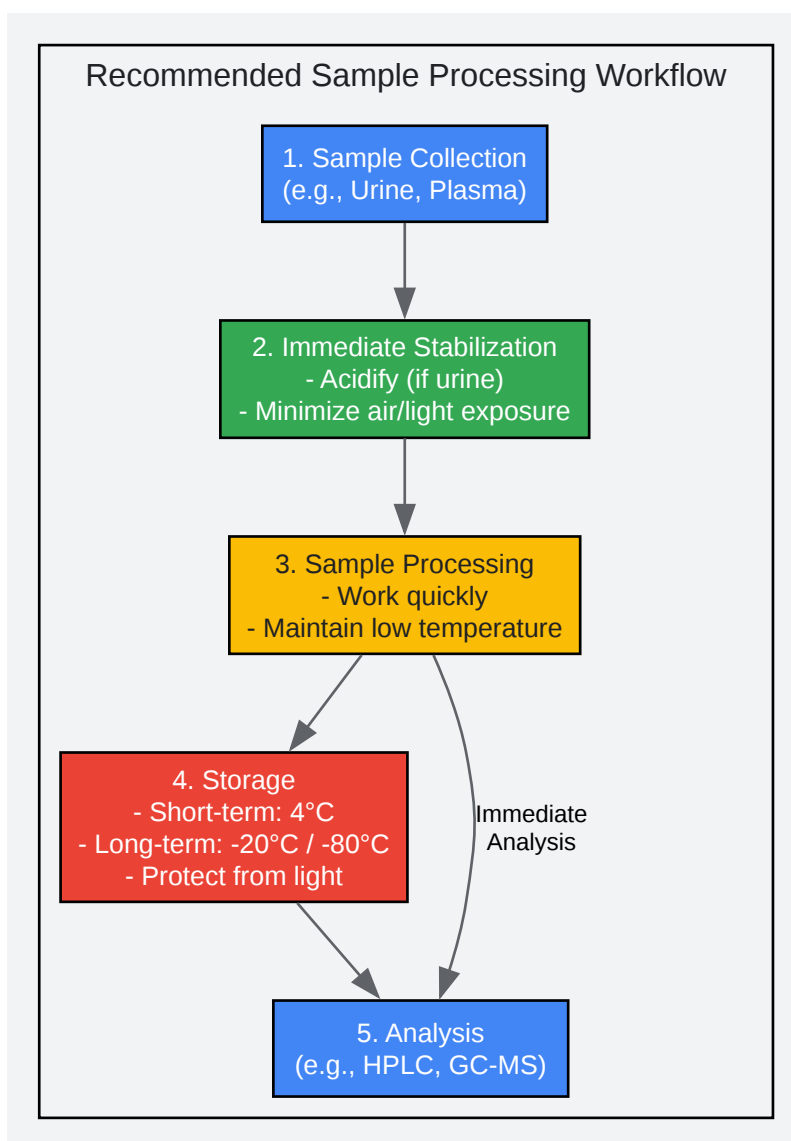 Recommended Sample Processing Workflow
1. Sample Collection
(e.g., Urine, Plasma)
2. Immediate Stabilization
- Acidify (if urine)
- Minimize air/light exposure
3. Sample Processing
- Work quickly
- Maintain low temperature
4. Storage
- Short-term: 4°C
- Long-term: -20°C / -80°C
- Protect from light
Immediate
Analysis
5. Analysis
(e.g., HPLC, GC-MS)